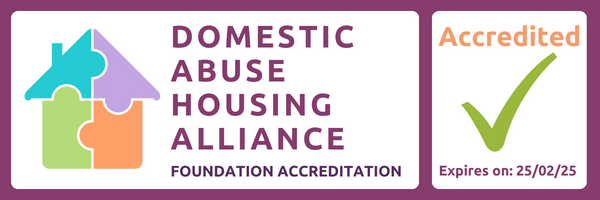 DOMESTIC
ABUSE
HOUSING
ALLIANCE
FOUNDATION ACCREDITATION
Accredited
Expires on: 25/02/25